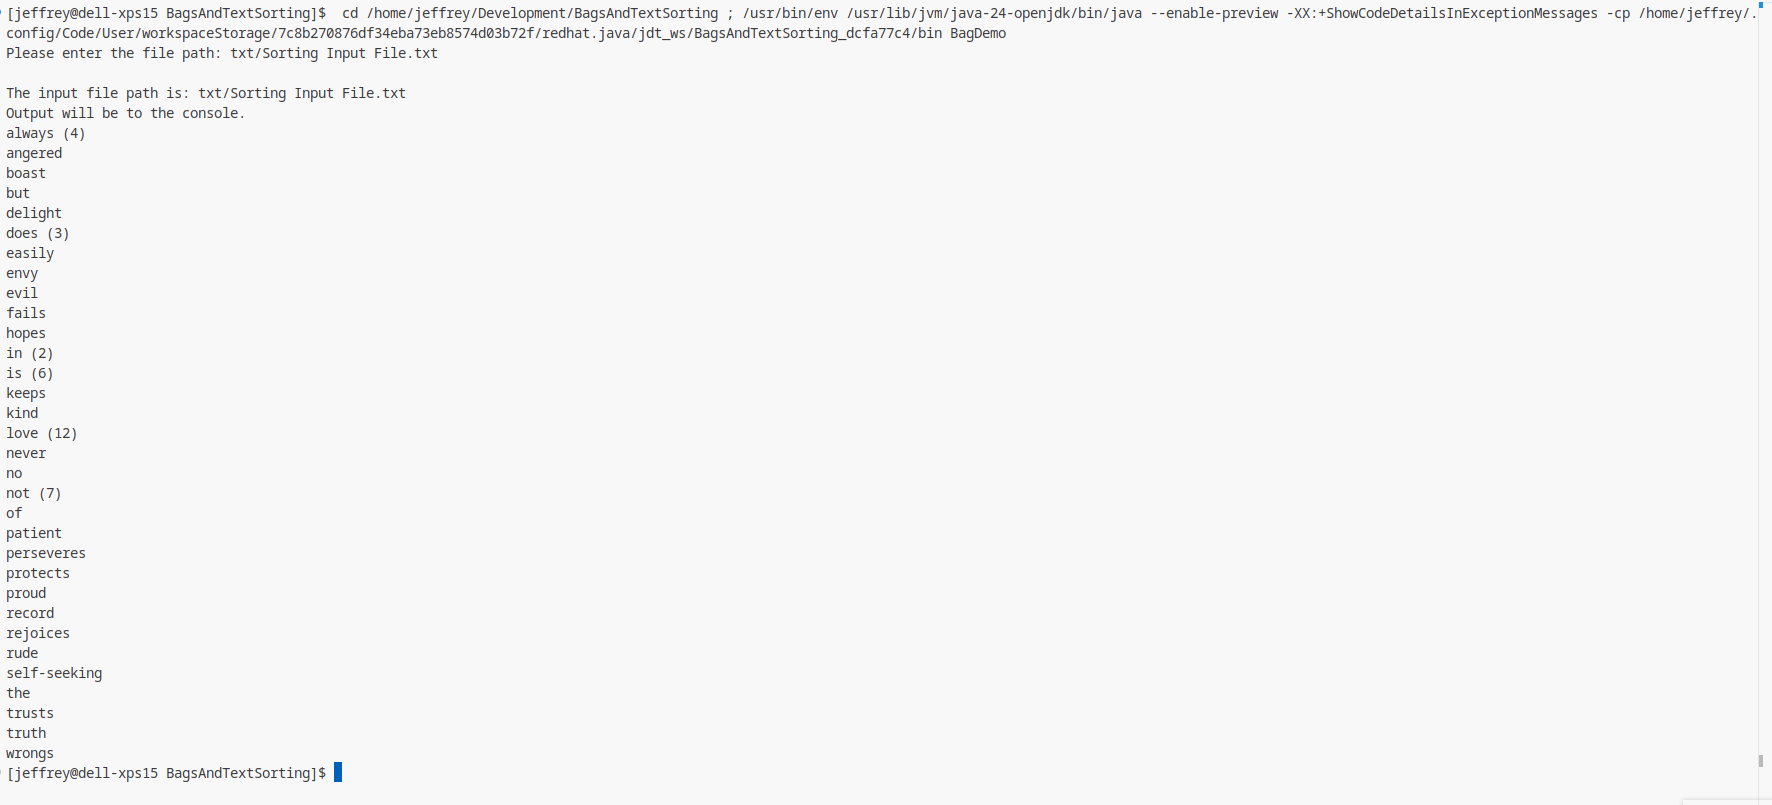 [jeffrey@dell-xps15 BagsAndTextSorting]$  cd /home/jeffrey/Development/BagsAndTextSorting ; /usr/bin/env /usr/lib/jvm/java-24-openjdk/bin/java --enable-preview -XX:+ShowCodeDetailsInExceptionMessages -cp /home/jeffrey/.
config/Code/User/workspaceStorage/7c8b270876df34eba73eb8574d03b72f/redhat.java/jdt_ws/BagsAndTextSorting_dcfa77c4/bin BagDemo
Please enter the file path: txt/Sorting Input File.txt

The input file path is: txt/Sorting Input File.txt
Output will be to the console.
always (4)
angered
boast
but
delight
does (3)
easily
envy
evil
fails
hopes
in (2)
is (6)
keeps
kind
love (12)
never
no
not (7)
of
patient
perseveres
protects
proud
record
rejoices
rude
self-seeking
the
trusts
truth
wrongs
[jeffrey@dell-xps15 BagsAndTextSorting]$